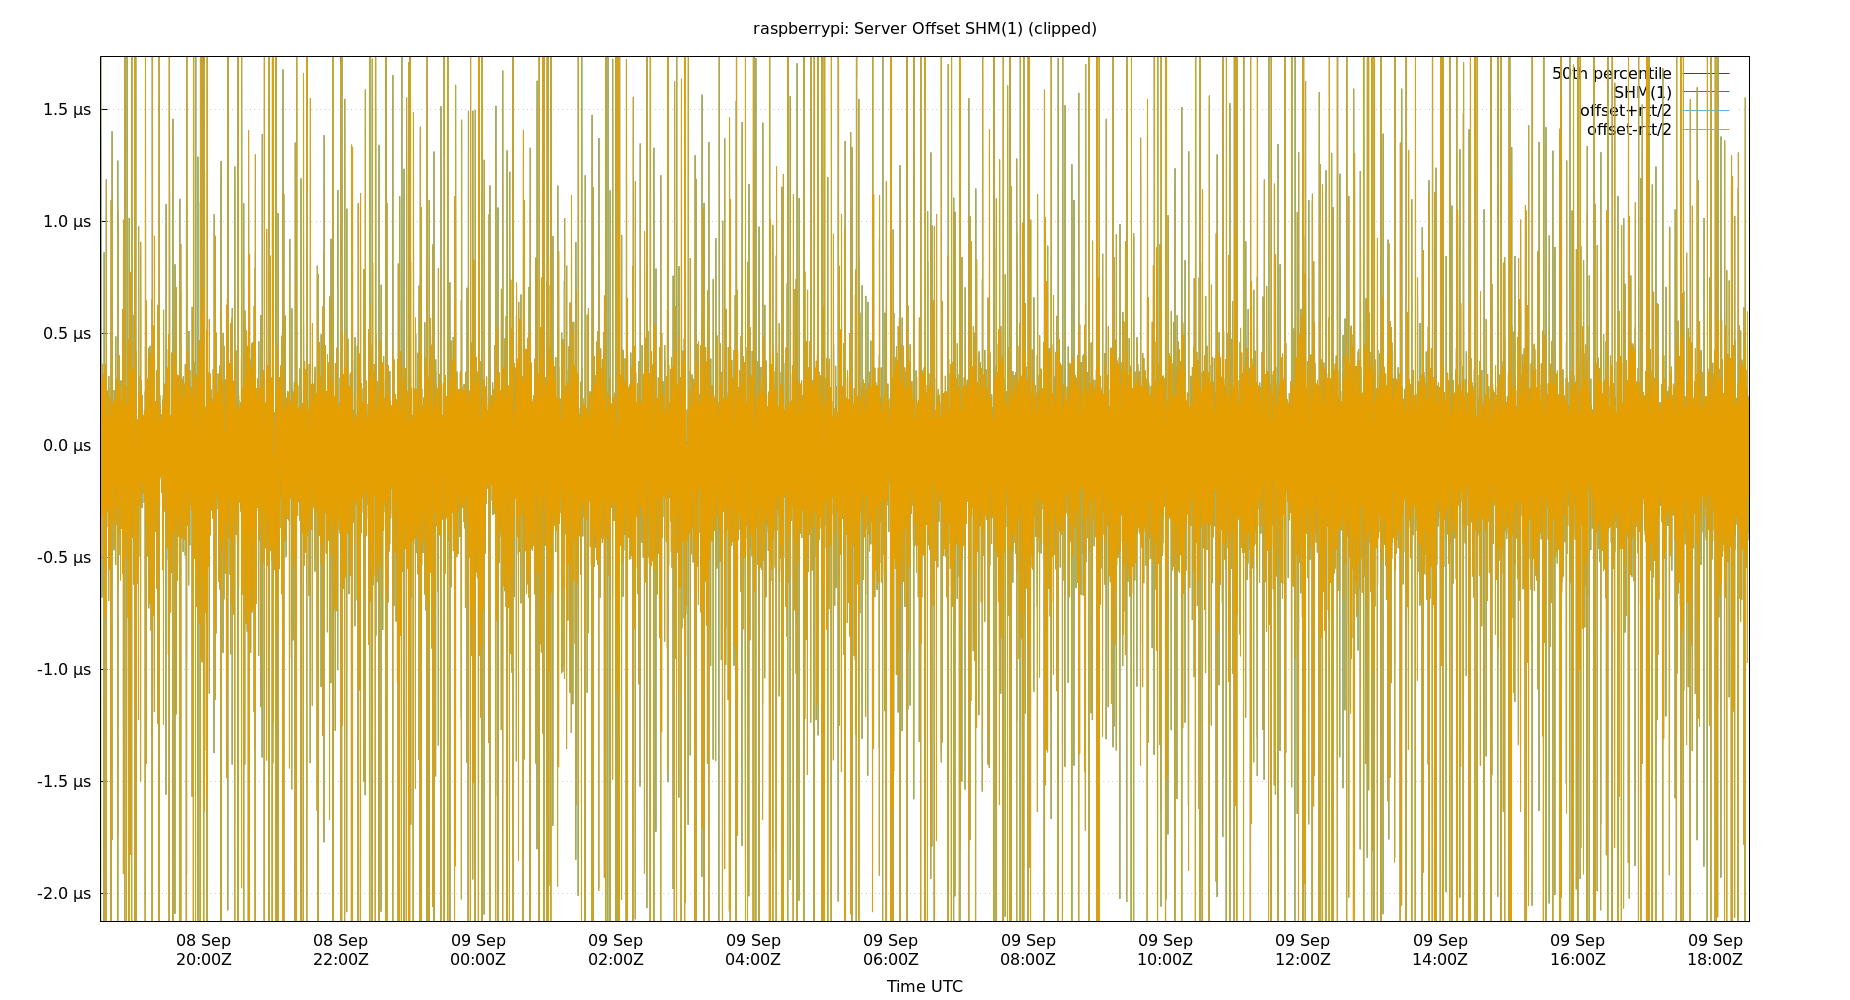 raspberrypi: Server Offset SHM(1) (clipped)
50th percentile
SHM(1)
offset+rtt/2
offset-rtt/2
1.5 µs
1.0 µs
0.5 µs
0.0 µs
-0.5 µs
-1.0 µs
-1.5 µs
-2.0 µs
08 Sep 08 Sep 09 Sep 09 Sep 09 Sep 09 Sep 09 Sep 09 Sep 09 Sep 09 Sep 09 Sep 09 Sep
20:00Z 22:00Z 00:00Z 02:00Z 04:00Z 06:00Z 08:00Z 10:00Z 12:00Z 14:00Z 16:00Z 18:00Z
Time UTC